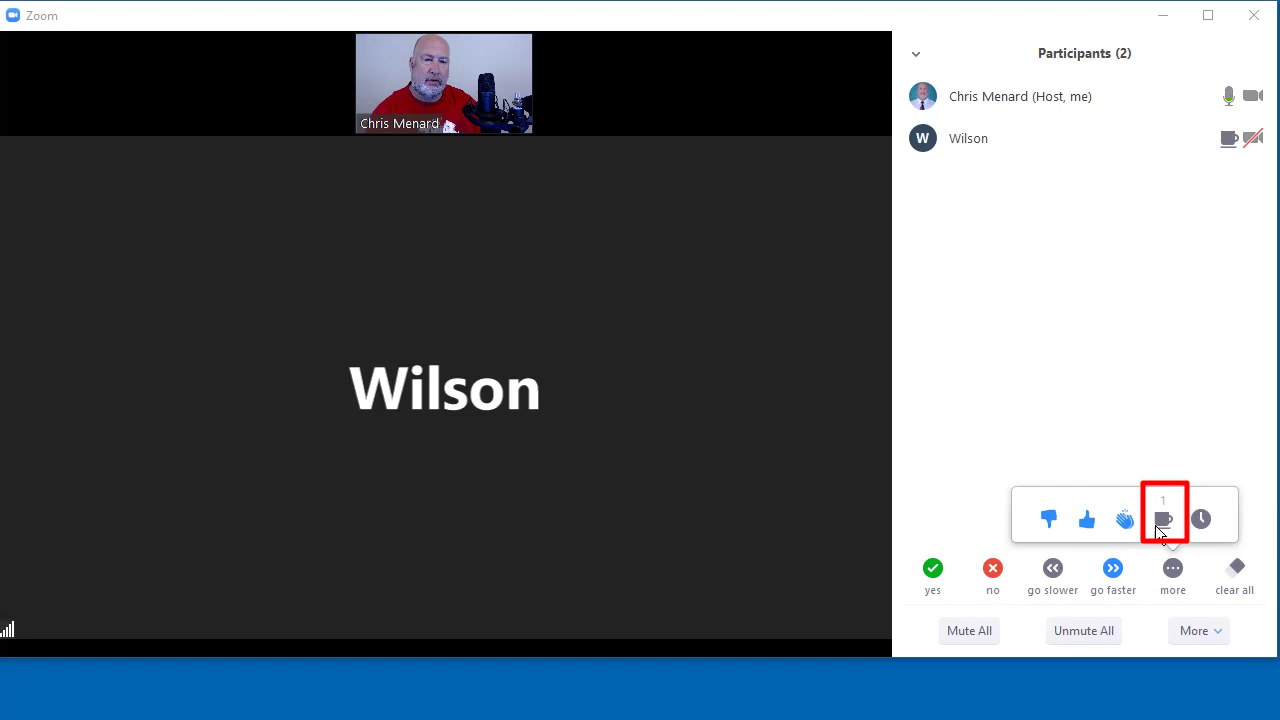 Zoom
Chris Menard
Wilson
Participants (2)
Chris Menard (Host, me)
W Wilson
1
yes no go slower go faster more clear all
Mute All Unmute All More